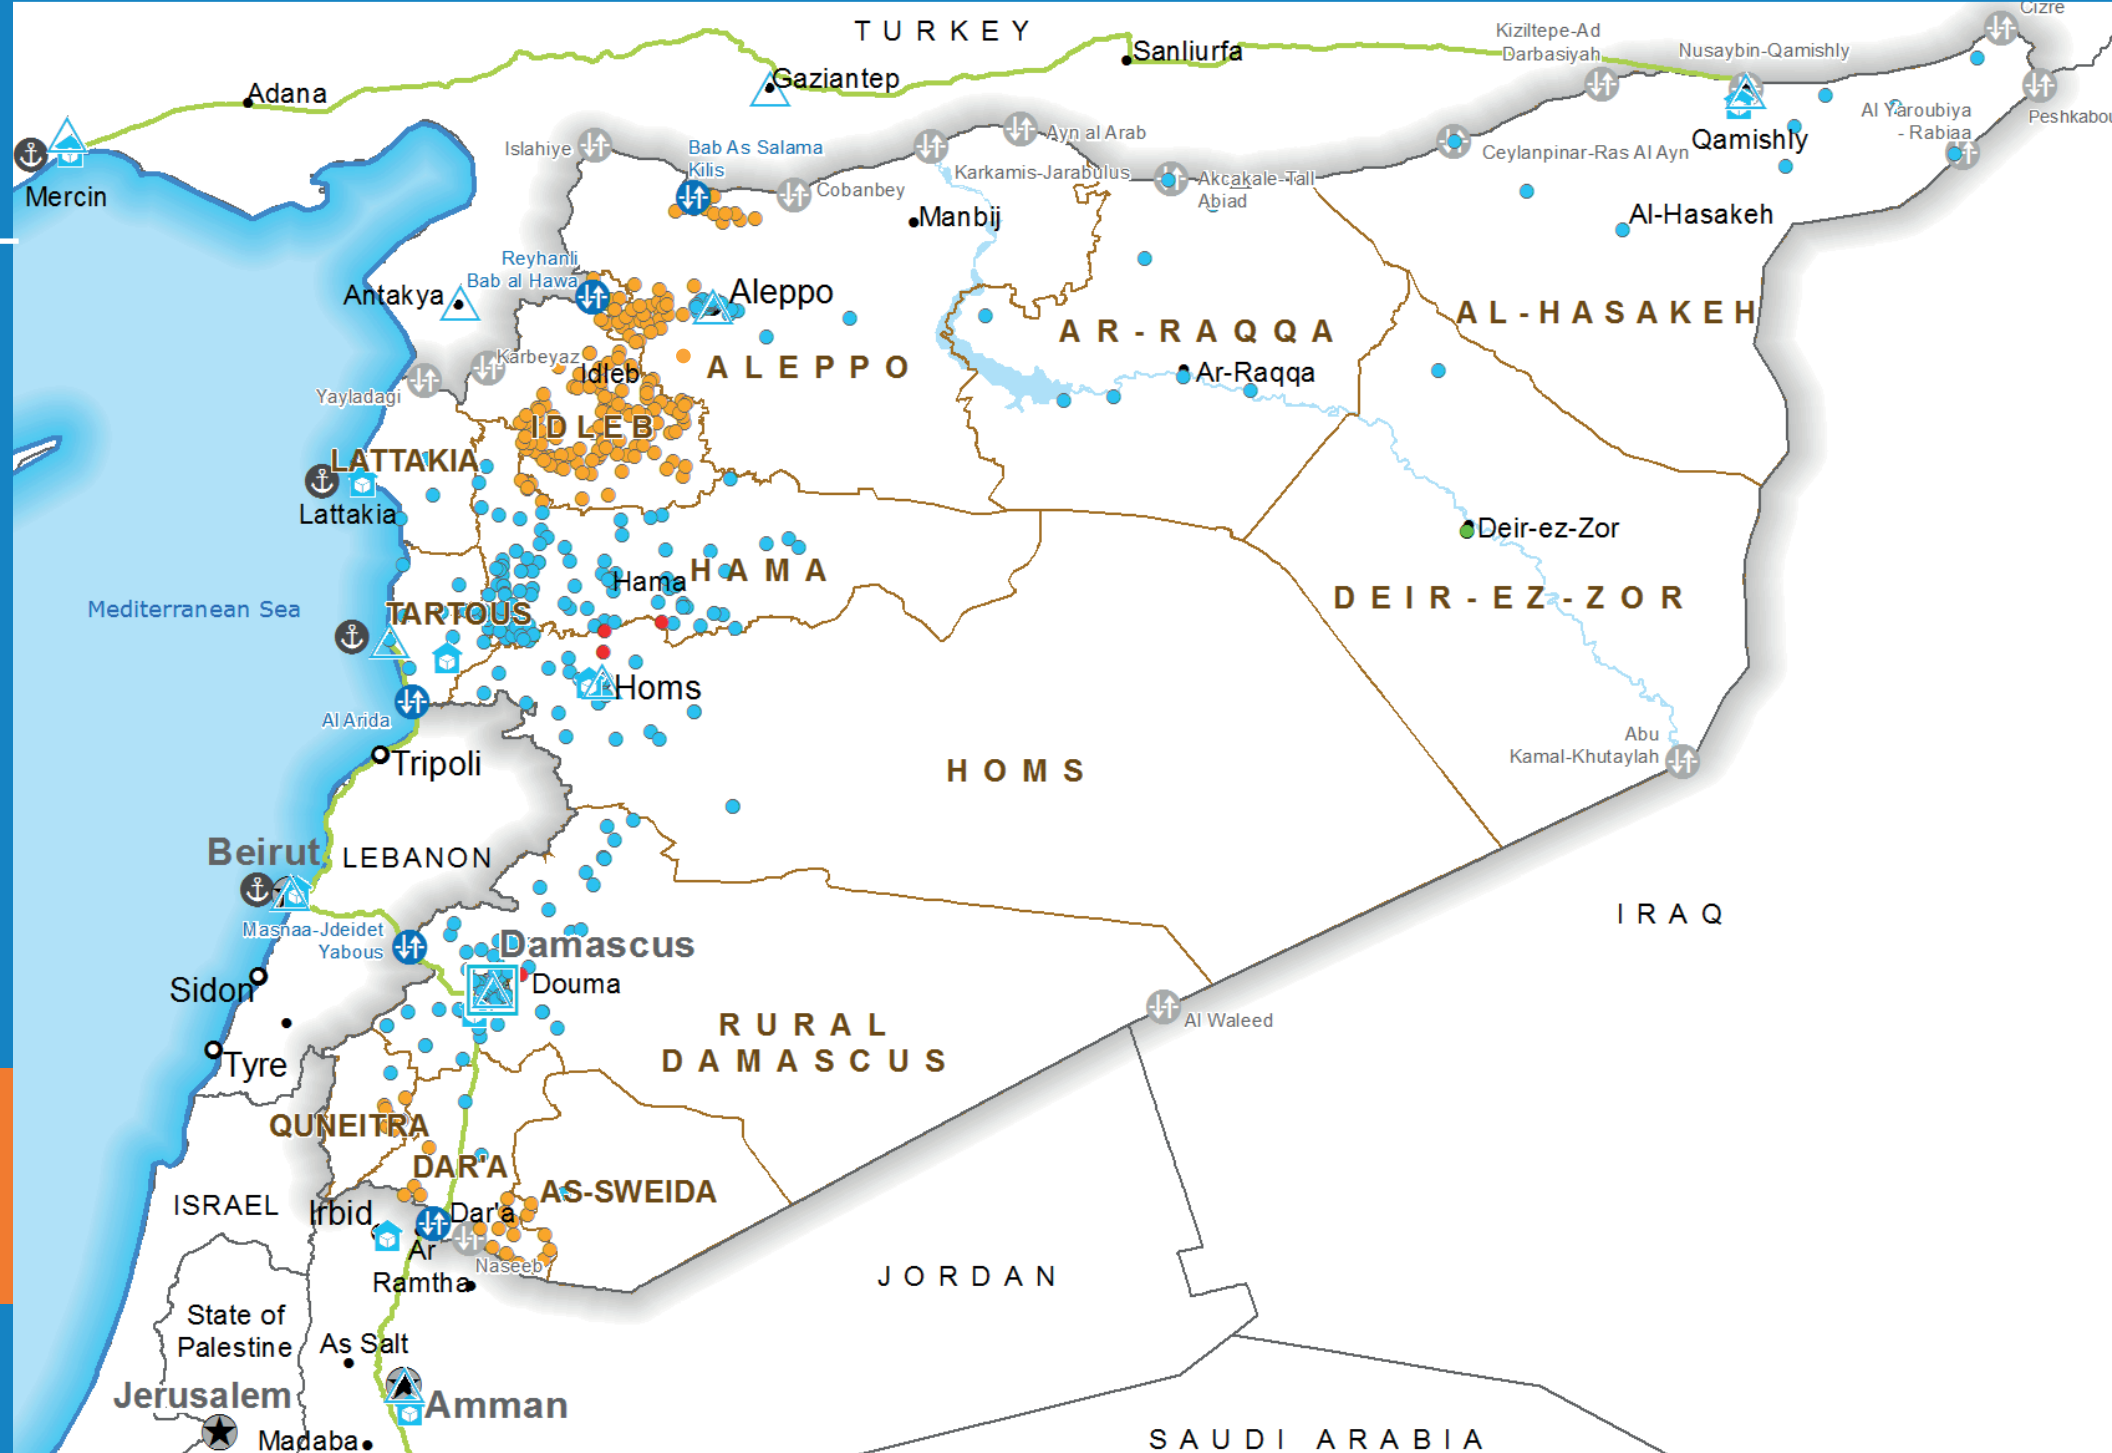 Cizre
TURKEY
Kiziltepe-Ad
Darbasiyah
Nusaybin-Qamishly
Sanliurfa
Gaziantep
Adana
Al Yaroubiya
- Rabiaa
Peshkabou
Islahiye
Bab As Salama
Kilis
Ayn al Arab
Qamishly
Ceylanpinar-Ras Al Ayn
Karkamis-Jarabulus
Akcakale-Tall
Abiad
Cobanbey
Mercin
Manbij
Al-Hasakeh
Reyhanli
Bab al Hawa
Antakya
Aleppo
AL-HASAKEH
AR-RAQQA
Karbeyaz
Idleb
ALEPPO
Ar-Raqqa
Yayladagi
IDLEB
LATTAKIA
Lattakia
Deir-ez-Zor
HAMA
Hama
DEIR-EZ-ZOR
Mediterranean Sea
TARTOUS
Homs
Al Arida
Tripoli
Abu
Kamal-Khutaylah
HOMS
Beirut
LEBANON
IRAQ
Masnaa-Jdeidet
Yabous
Damascus
Sidon
Douma
Al Waleed
RURAL
DAMASCUS
Tyre
QUNEITRA
DAR'A
AS-SWEIDA
ISRAEL
Irbid
Dar'a
Ar
Ramtha
Naseeb
JORDAN
State of
Palestine
As Salt
Jerusalem
Amman
Madaba
SAUDI ARABIA